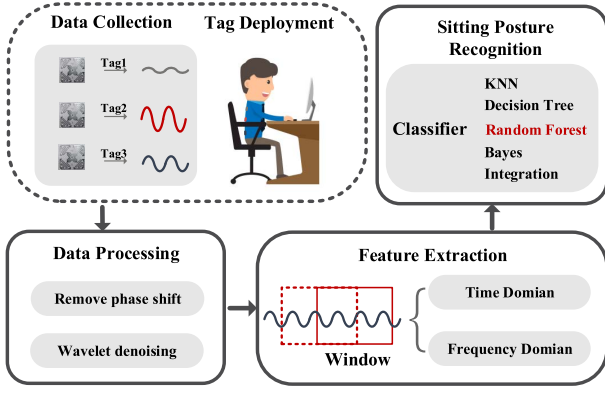 Data Collection
Tag Deployment
Tag1
Tag2
Tag3
Sitting Posture
Recognition
Classifier
KNN
Decision Tree
Random Forest
Bayes
Integration
Data Processing
Remove phase shift
Wavelet denoising
Feature Extraction
Window
Time Domian
Frequency Domian